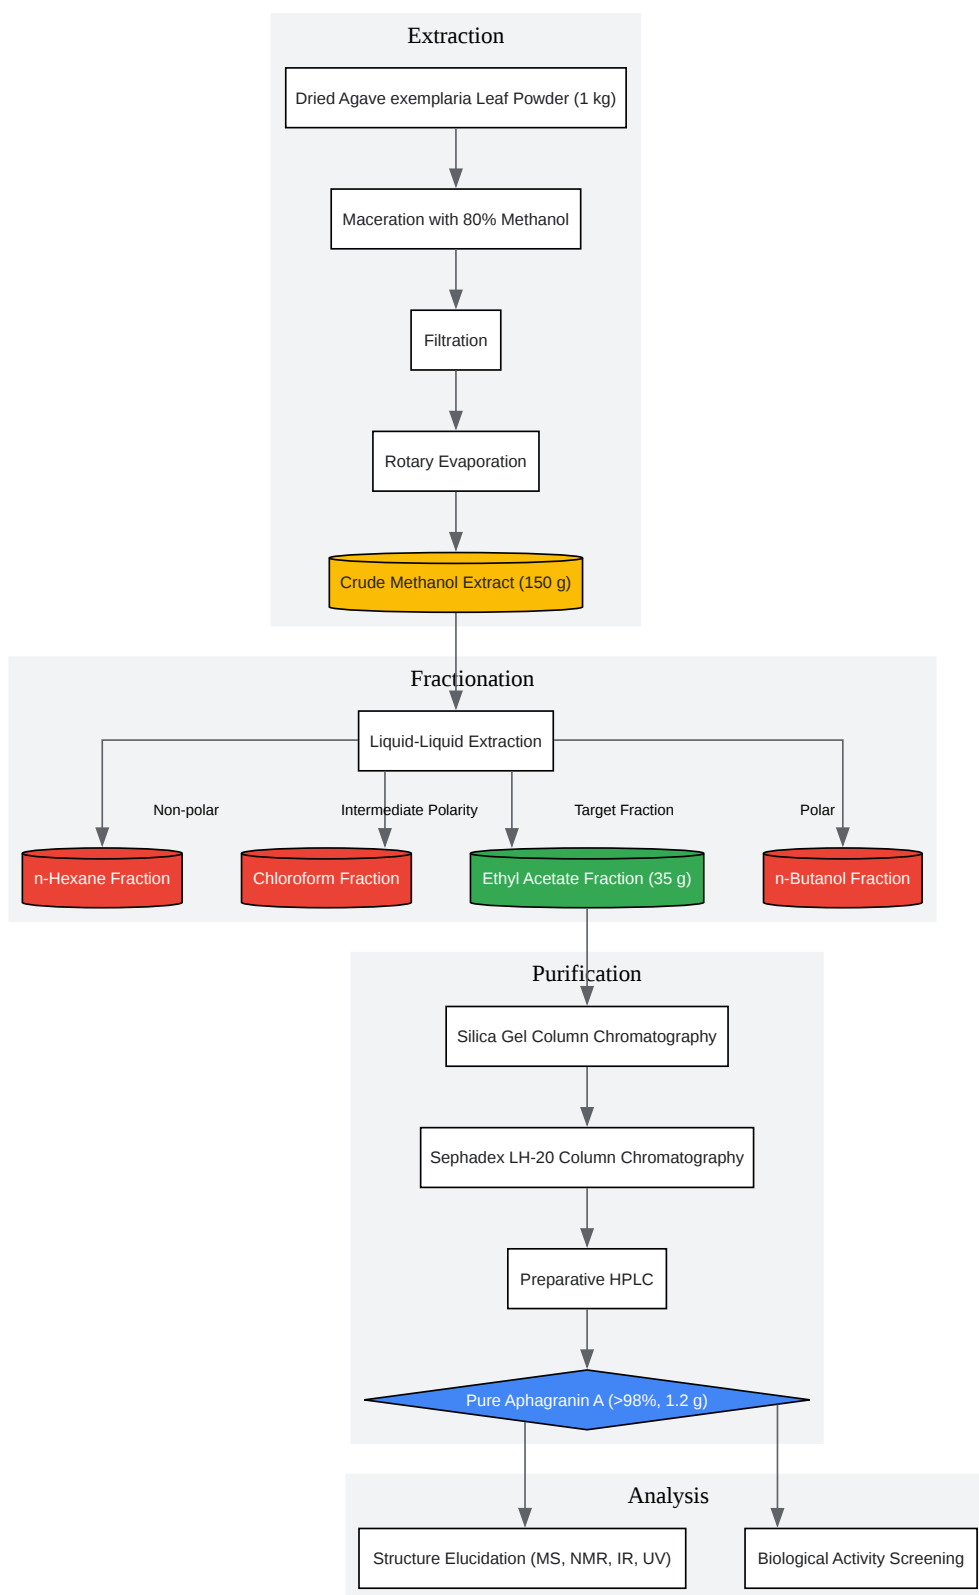 Extraction
Dried Agave exemplaria Leaf Powder (1 kg)
Maceration with 80% Methanol
Filtration
Rotary Evaporation
Crude Methanol Extract (150 g)
Fractionation
Liquid-Liquid Extraction
Non-polar
Intermediate Polarity
Target Fraction
Polar
n-Hexane Fraction
Chloroform Fraction
Ethyl Acetate Fraction (35 g)
n-Butanol Fraction
Purification
Silica Gel Column Chromatography
Sephadex LH-20 Column Chromatography
Preparative HPLC
Pure Aphagranin A (>98%, 1.2 g)
Analysis
Structure Elucidation (MS, NMR, IR, UV)
Biological Activity Screening